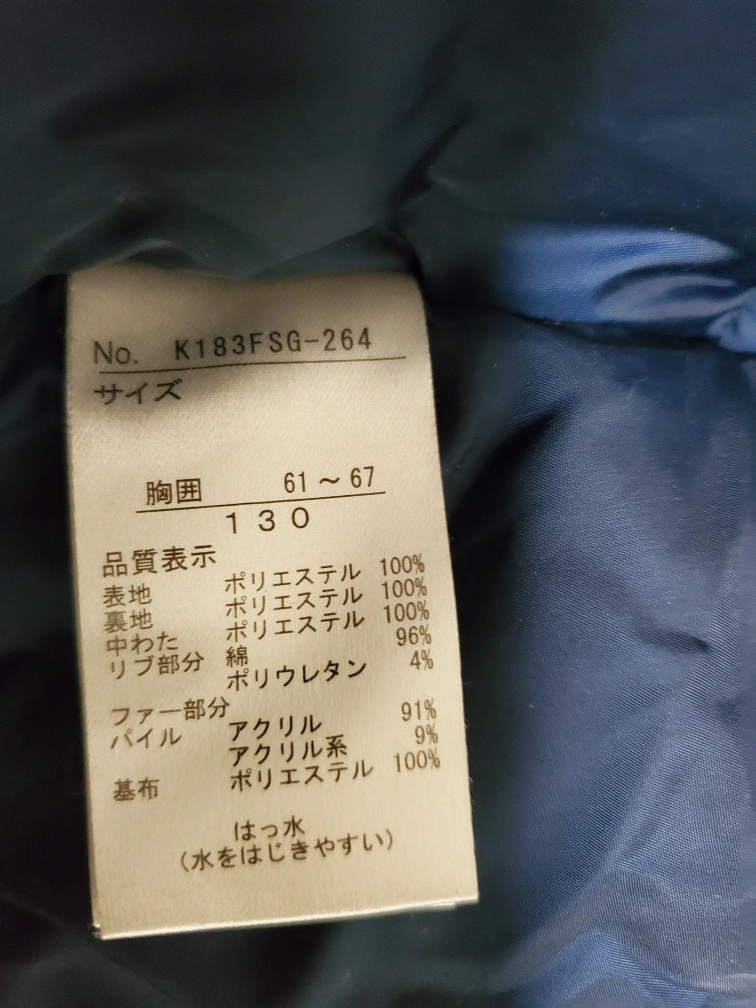 No. K183FSG-264
サイズ
胸囲 61～67
130
品質表示
表地 ポリエステル 100%
裏地 ポリエステル 100%
中わた ポリエステル 100%
リブ部分 綿 96%
ポリウレタン 4%
ファー部分
パイル アクリル 91%
アクリル系 9%
基布 ポリエステル 100%
はっ水
（水をはじきやすい）